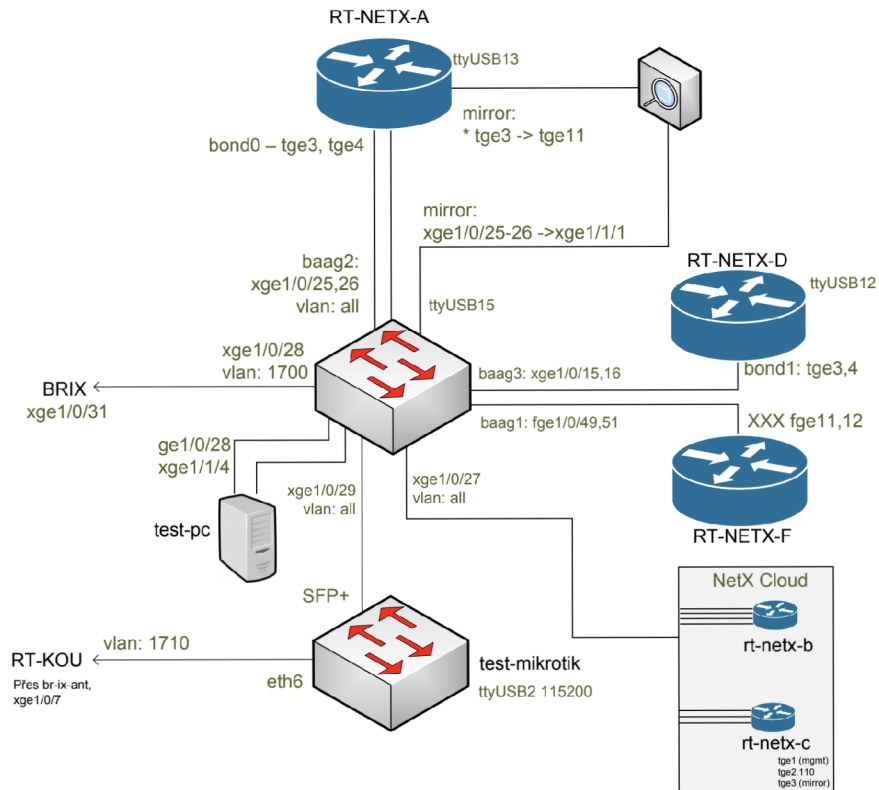 RT-NETX-A
ttyUSB13
mirror:
* tge3 -> tge11
bond0 – tge3, tge4
mirror:
xge1/0/25-26 ->xge1/1/1
baag2:
xge1/0/25,26
vlan: all
ttyUSB15
RT-NETX-D
ttyUSB12
bond1: tge3,4
xge1/0/28
vlan: 1700
BRIX
xge1/0/31
baag3: xge1/0/15,16
baag1: fge1/0/49,51
XXX fge11,12
RT-NETX-F
ge1/0/28
xge1/1/4
test-pc
xge1/0/29
vlan: all
xge1/0/27
vlan: all
SFP+
NetX Cloud
rt-netx-b
rt-netx-c
tge1 (mgmt)
tge2.110
tge3 (mirror)
vlan: 1710
RT-KOU
Přes br-ix-ant,
xge1/0/7
eth6
test-mikrotik
ttyUSB2 115200